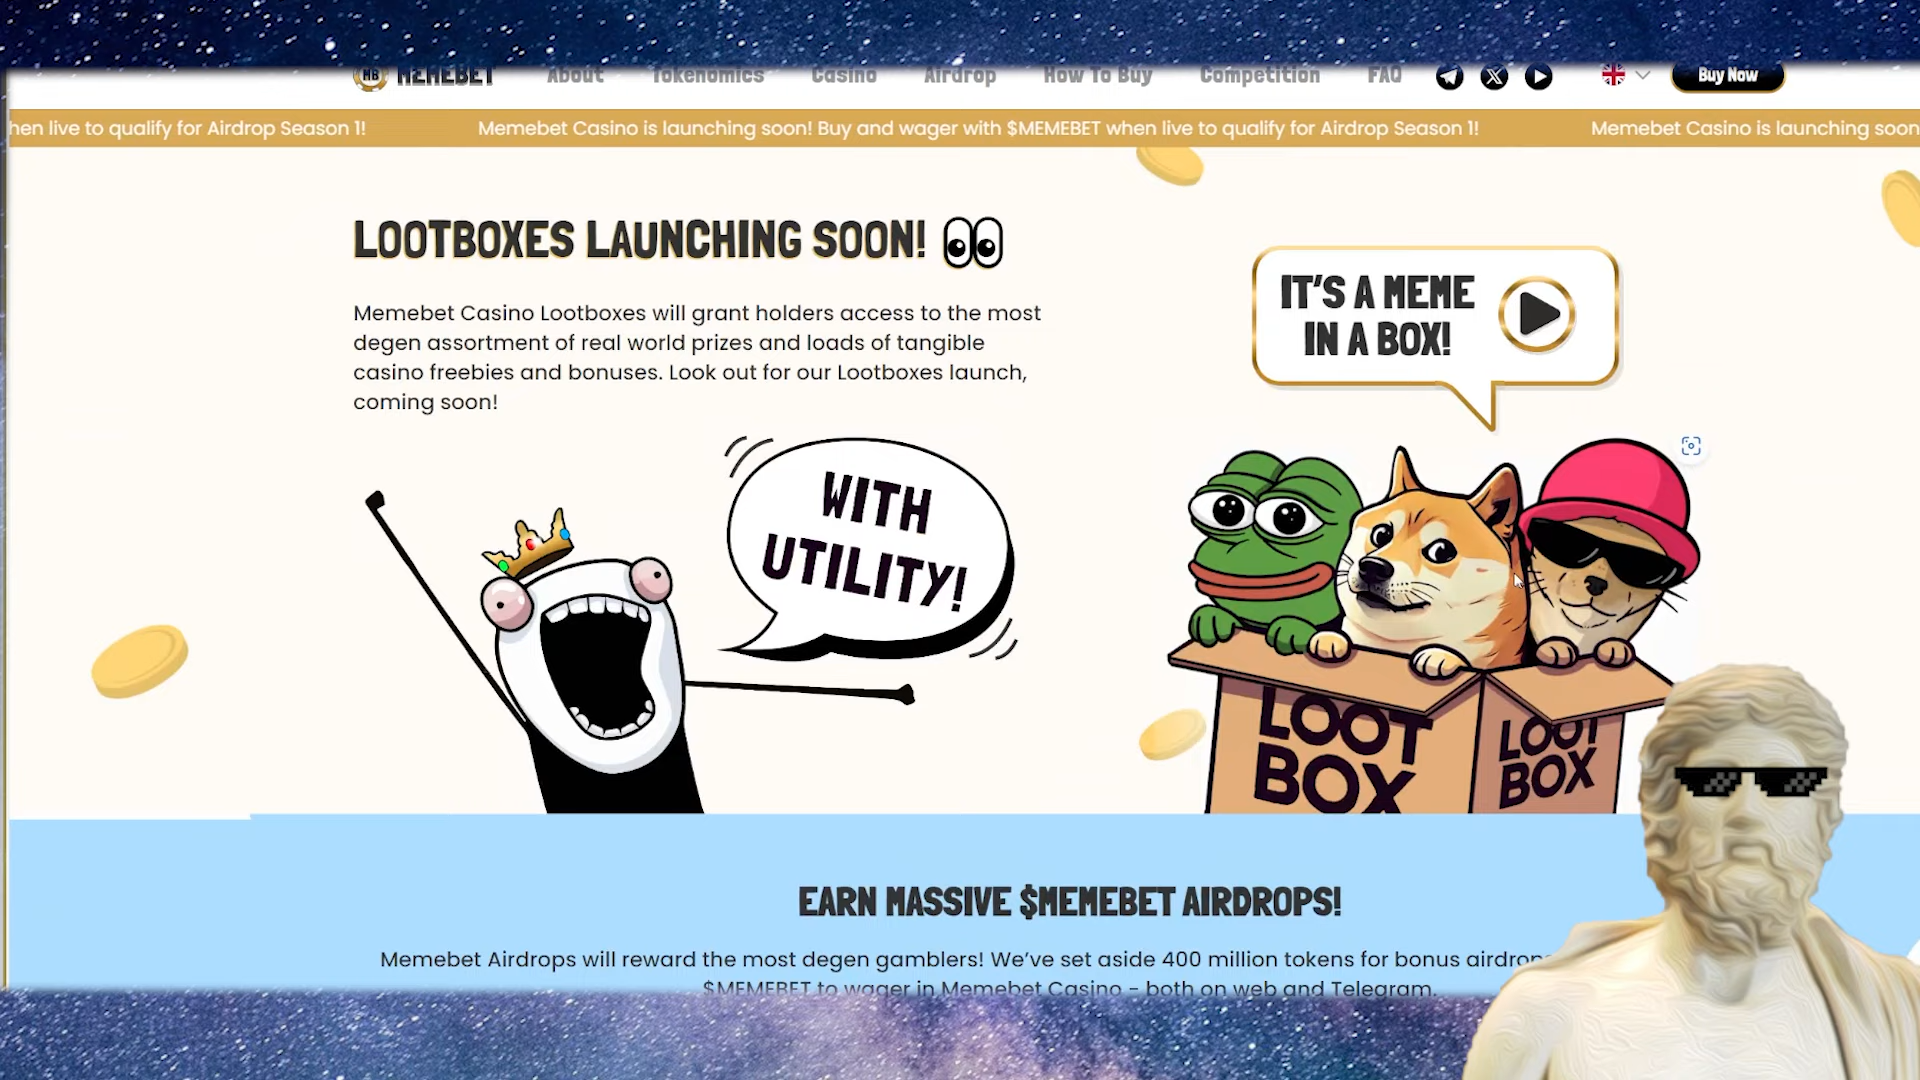 MB MEMEBET About Tokenomics Casino Airdrop How To Buy Competition FAQ Buy Now
hen live to qualify for Airdrop Season 1! Memebet Casino is launching soon! Buy and wager with $MEMEBET when live to qualify for Airdrop Season 1! Memebet Casino is launching soon
LOOTBOXES LAUNCHING SOON!
Memebet Casino Lootboxes will grant holders access to the most
degen assortment of real world prizes and loads of tangible
casino freebies and bonuses. Look out for our Lootboxes launch,
coming soon!
WITH
UTILITY!
IT'S A MEME
IN A BOX!
LOOT
BOX
LOOT
BOX
EARN MASSIVE $MEMEBET AIRDROPS!
Memebet Airdrops will reward the most degen gamblers! We've set aside 400 million tokens for bonus airdrop
$MEMEBET to wager in Memebet Casino - both on web and Telegram.